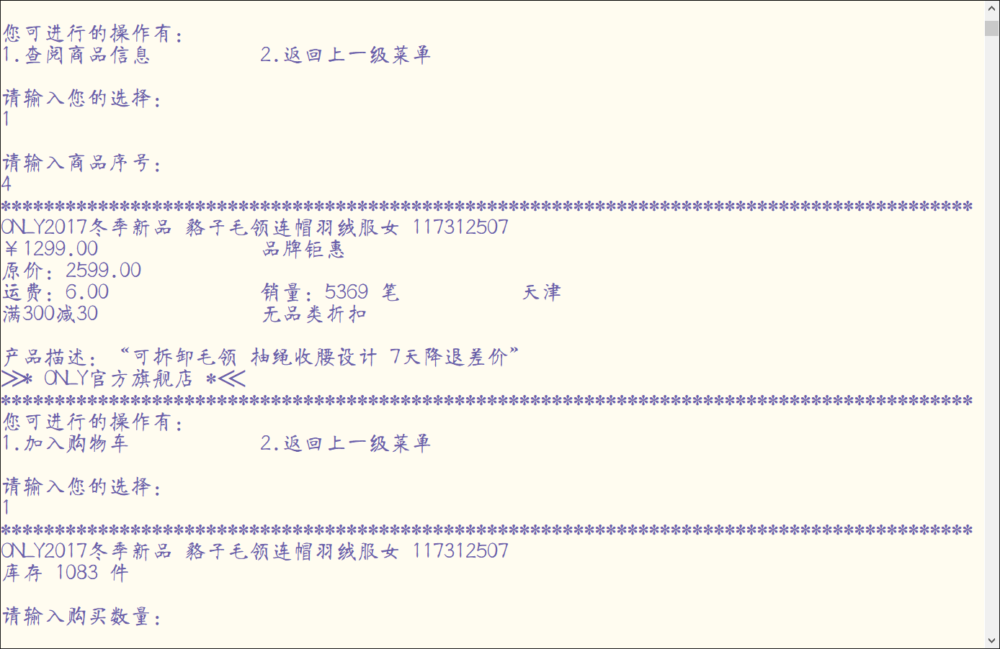 您可进行的操作有：
1.查阅商品信息 2.返回上一级菜单
请输入您的选择：
1
请输入商品序号：
4
******************************************************************************************
ONLY2017冬季新品 貉子毛领连帽羽绒服女 117312507
￥1299.00 品牌钜惠
原价：2599.00
运费：6.00 销量：5369 笔 天津
满300减30 无品类折扣
产品描述：“可拆卸毛领 抽绳收腰设计 7天降退差价”
>>* ONLY官方旗舰店 *<<
******************************************************************************************
您可进行的操作有：
1.加入购物车 2.返回上一级菜单
请输入您的选择：
1
******************************************************************************************
ONLY2017冬季新品 貉子毛领连帽羽绒服女 117312507
库存 1083 件
请输入购买数量：